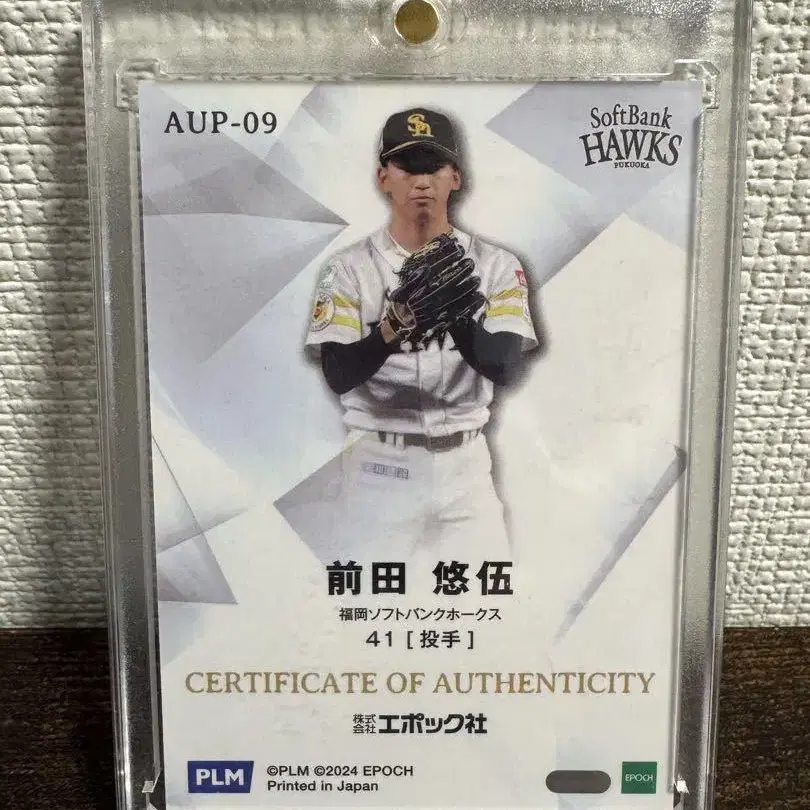 AUP-09
SoftBank
HAWKS
FUKUOKA
Sh
前田 悠伍
福岡ソフトバンクホークス
41 [ 投手 ]
CERTIFICATE OF AUTHENTICITY
株式会社 エポック社
PLM
©PLM ©2024 EPOCH
Printed in Japan
EPOCH